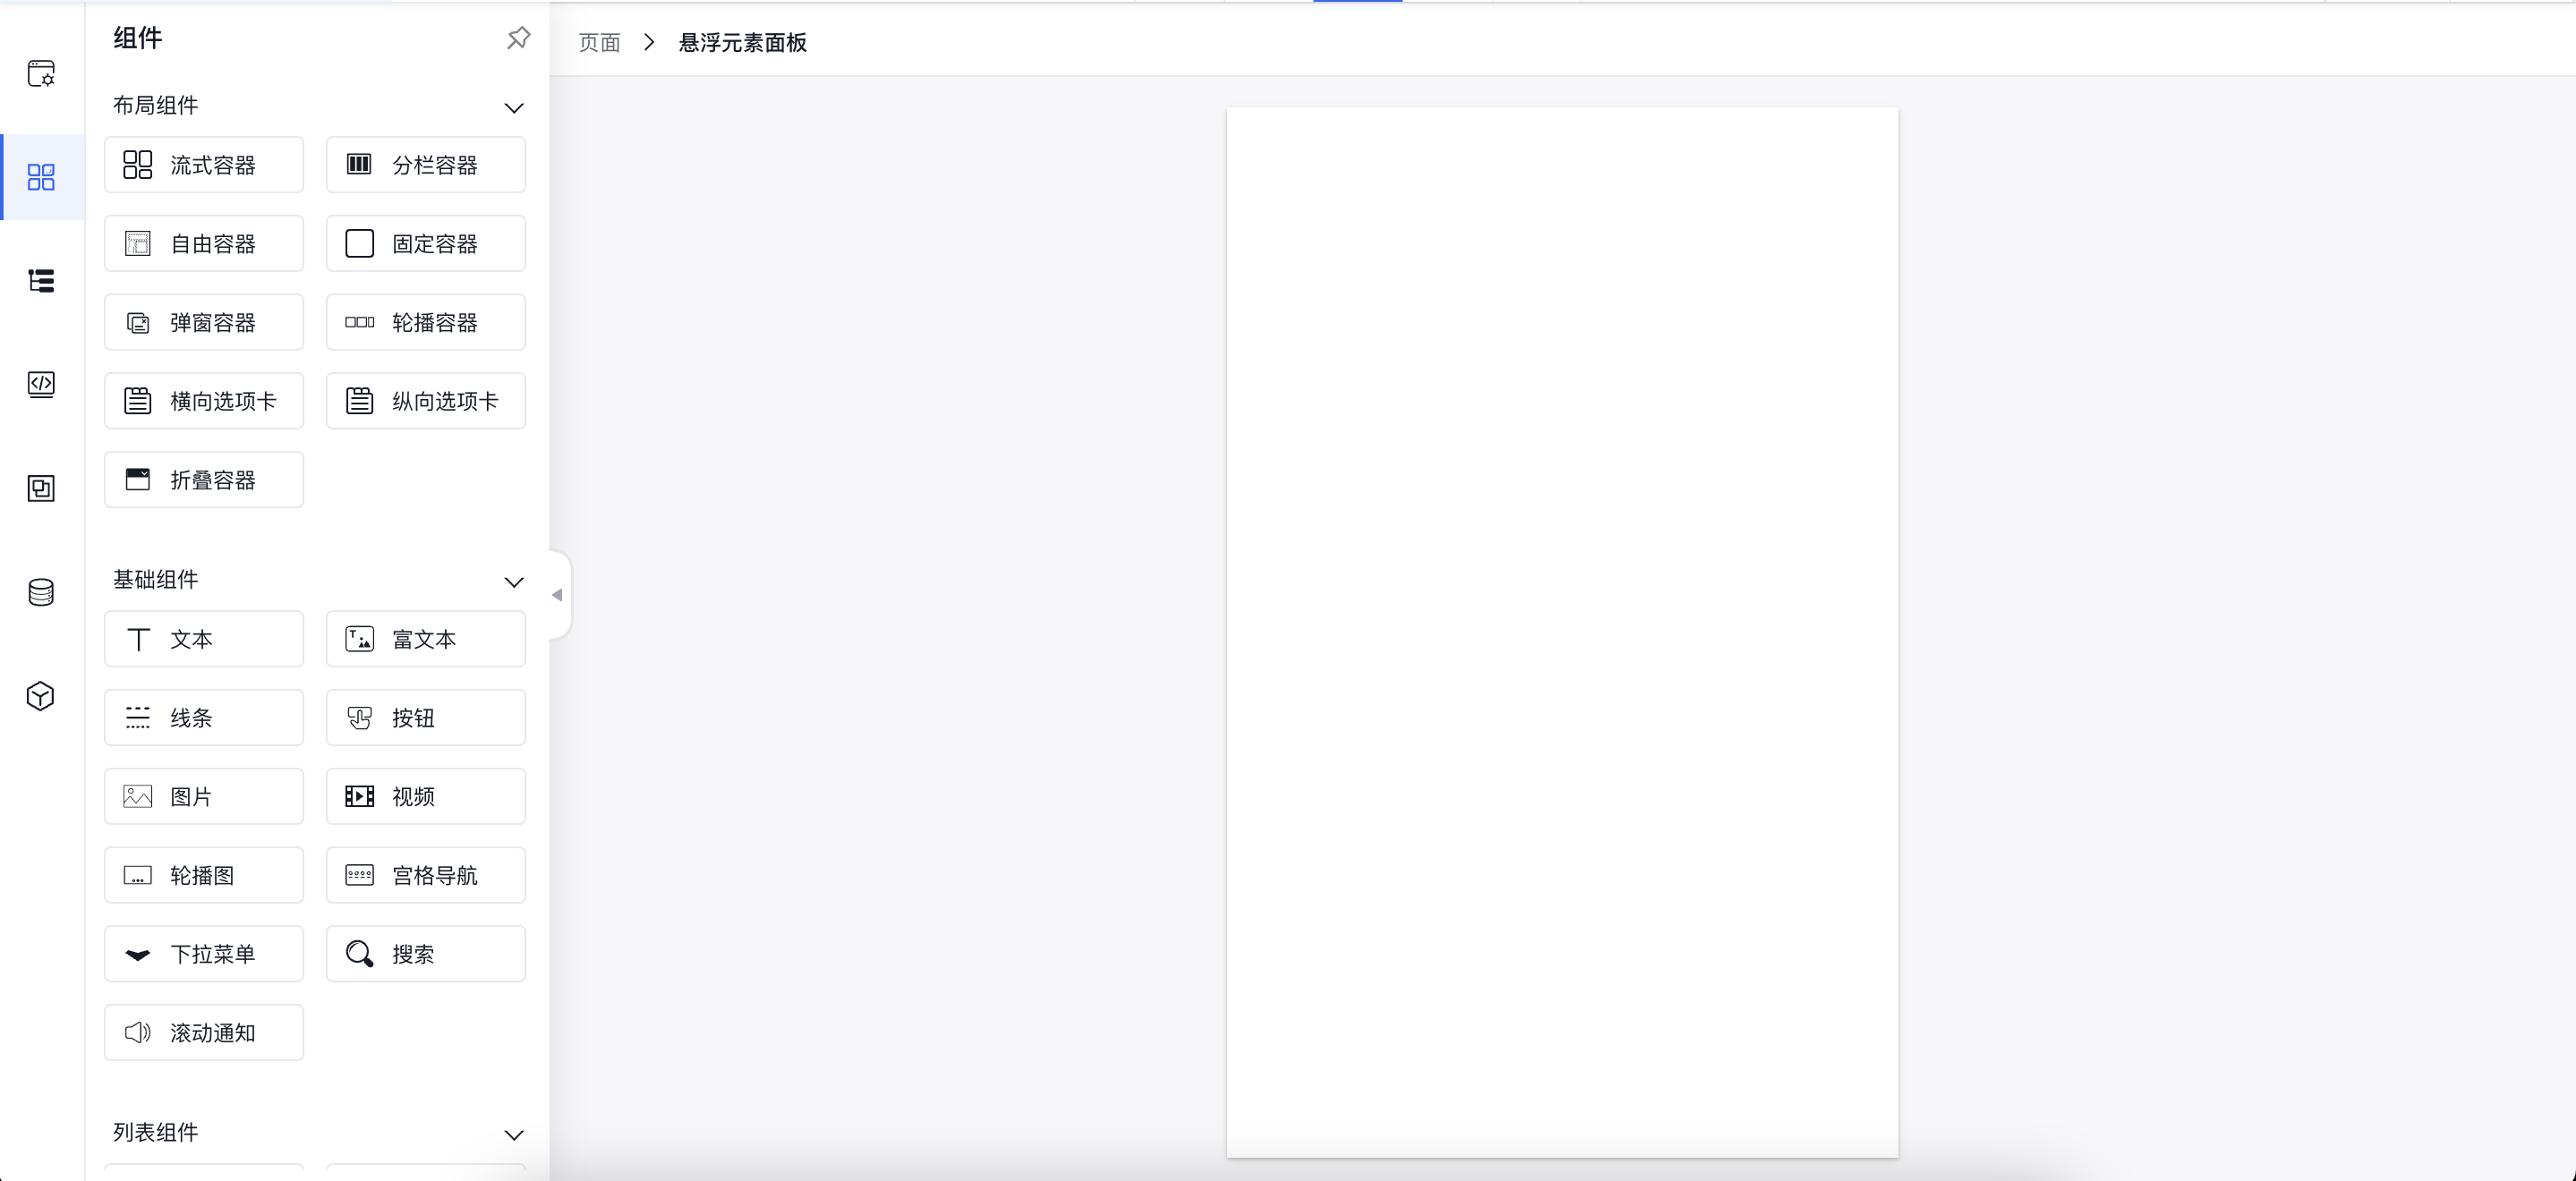 组件
页面 > 悬浮元素面板
布局组件
流式容器 分栏容器
自由容器 固定容器
弹窗容器 轮播容器
横向选项卡 纵向选项卡
折叠容器
基础组件
文本 富文本
线条 按钮
图片 视频
轮播图 宫格导航
下拉菜单 搜索
滚动通知
列表组件